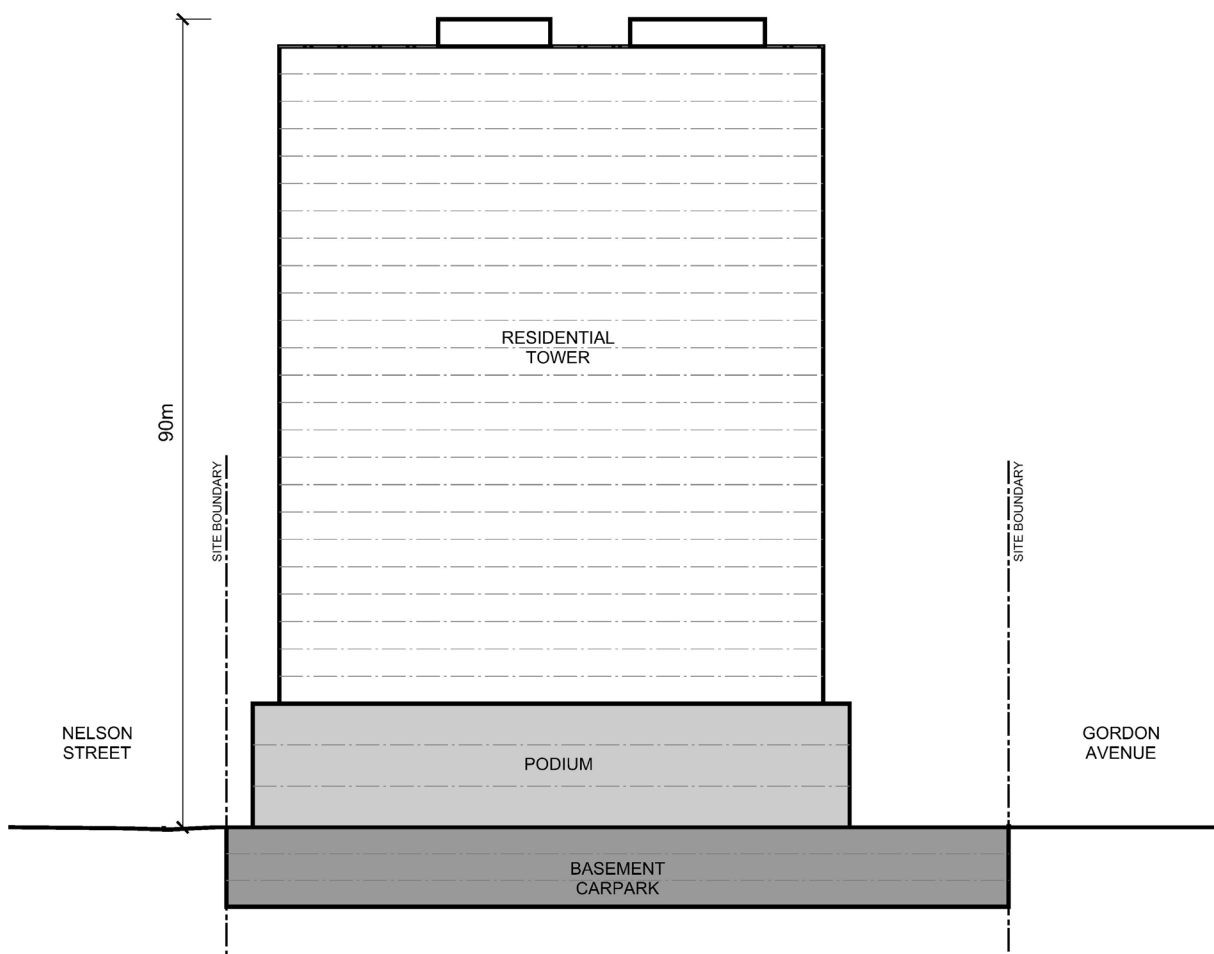 RESIDENTIAL
TOWER
90m
SITE BOUNDARY
SITE BOUNDARY
NELSON
STREET
PODIUM
GORDON
AVENUE
BASEMENT
CARPARK